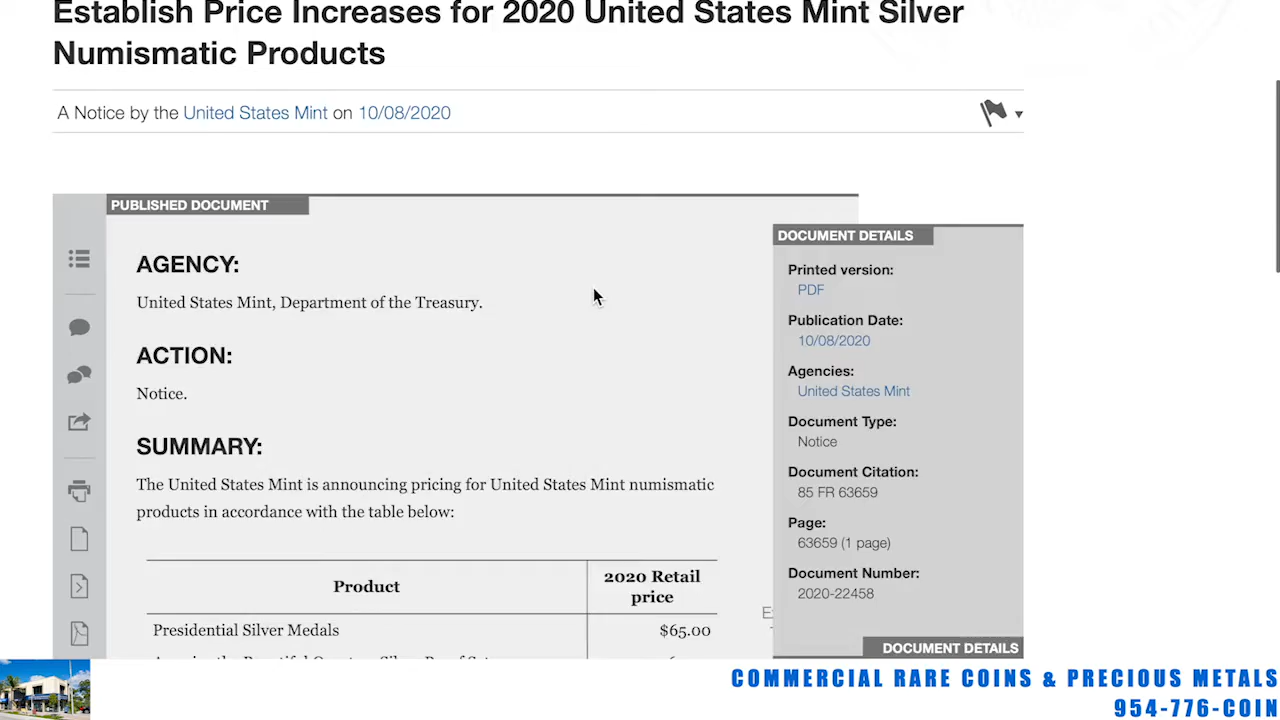 Establish Price Increases for 2020 United States Mint Silver
Numismatic Products
A Notice by the United States Mint on 10/08/2020
PUBLISHED DOCUMENT
DOCUMENT DETAILS
AGENCY:
United States Mint, Department of the Treasury.
ACTION:
Notice.
SUMMARY:
The United States Mint is announcing pricing for United States Mint numismatic
products in accordance with the table below:
Product
2020 Retail
price
Presidential Silver Medals
$65.00
Printed version:
PDF
Publication Date:
10/08/2020
Agencies:
United States Mint
Document Type:
Notice
Document Citation:
85 FR 63659
Page:
63659 (1 page)
Document Number:
2020-22458
DOCUMENT DETAILS
COMMERCIAL RARE COINS & PRECIOUS METALS
954-776-COIN